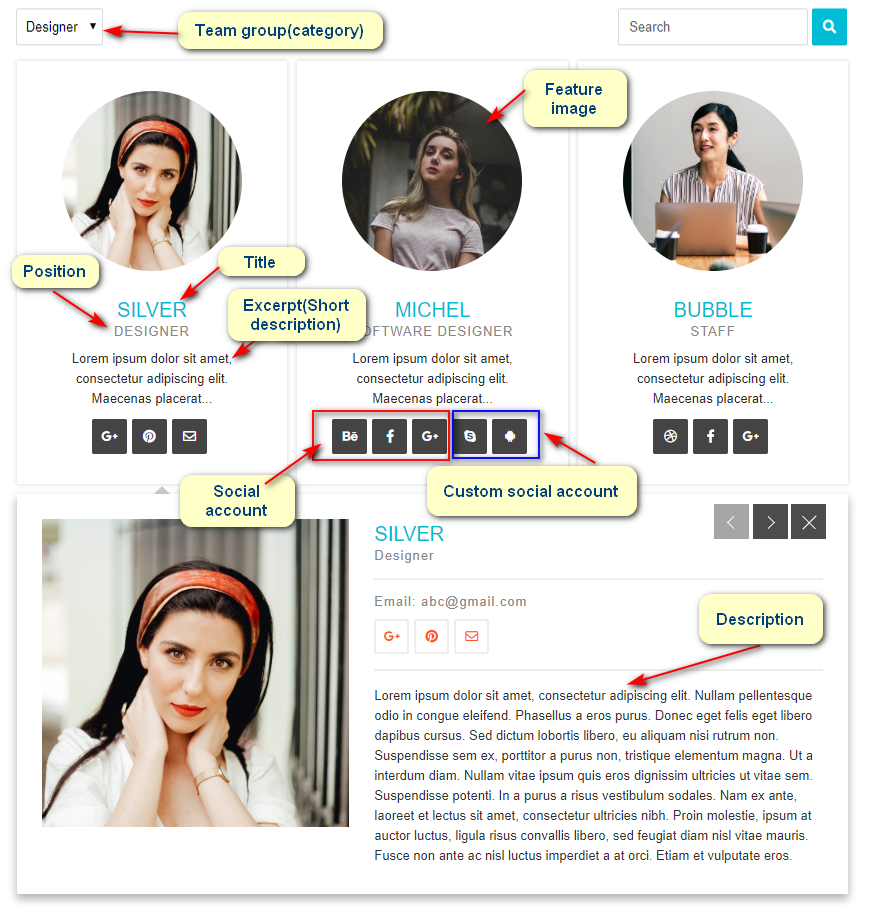 Designer
Team group(category)
Search
Feature
image
Position
Title
SILVER
DESIGNER
Excerpt(Short
description)
Lorem ipsum dolor sit amet,
consectetur adipiscing elit.
Maecenas placerat...
G+
MICHEL
OFTWARE DESIGNER
Lorem ipsum dolor sit amet,
consectetur adipiscing elit.
Maecenas placerat...
Bē
f
G+
BUBBLE
STAFF
Lorem ipsum dolor sit amet,
consectetur adipiscing elit.
Maecenas placerat...
f
G+
Social
account
Custom social account
SILVER
Designer
Email: abc@gmail.com
G+
Description
Lorem ipsum dolor sit amet, consectetur adipiscing elit. Nullam pellentesque
odio in congue eleifend. Phasellus a eros purus. Donec eget felis eget libero
dapibus cursus. Sed dictum lobortis libero, eu aliquam nisi rutrum non.
Suspendisse sem ex, porttitor a purus non, tristique elementum magna. Ut a
interdum diam. Nullam vitae ipsum quis eros dignissim ultricies ut vitae sem.
Suspendisse potenti. In a purus a risus vestibulum sodales. Nam ex ante,
laoreet et lectus sit amet, consectetur ultricies nibh. Proin molestie, ipsum at
auctor luctus, ligula risus convallis libero, sed feugiat diam nisl vitae mauris.
Fusce non ante ac nisl luctus imperdiet a at orci. Etiam et vulputate eros.